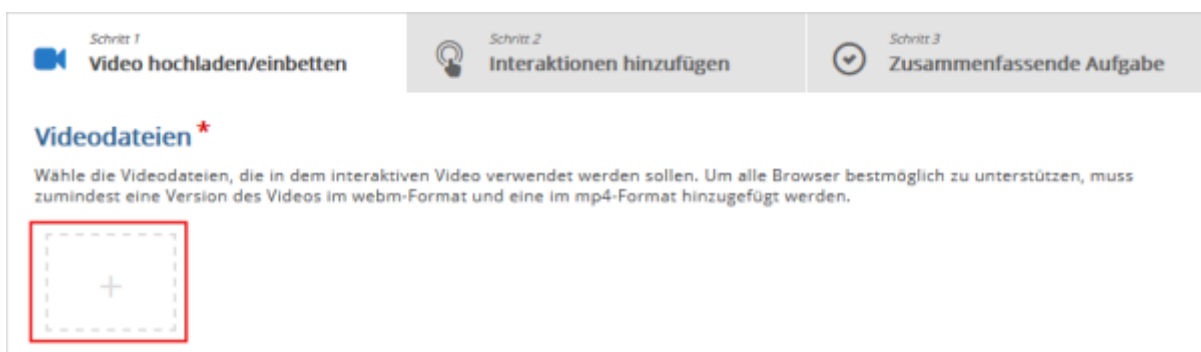 Schritt 1
Video hochladen/einbetten
Schritt 2
Interaktionen hinzufügen
Schritt 3
Zusammenfassende Aufgabe
Videodateien *
Wähle die Videodateien, die in dem interaktiven Video verwendet werden sollen. Um alle Browser bestmöglich zu unterstützen, muss
zumindest eine Version des Videos im webm-Format und eine im mp4-Format hinzugefügt werden.
+